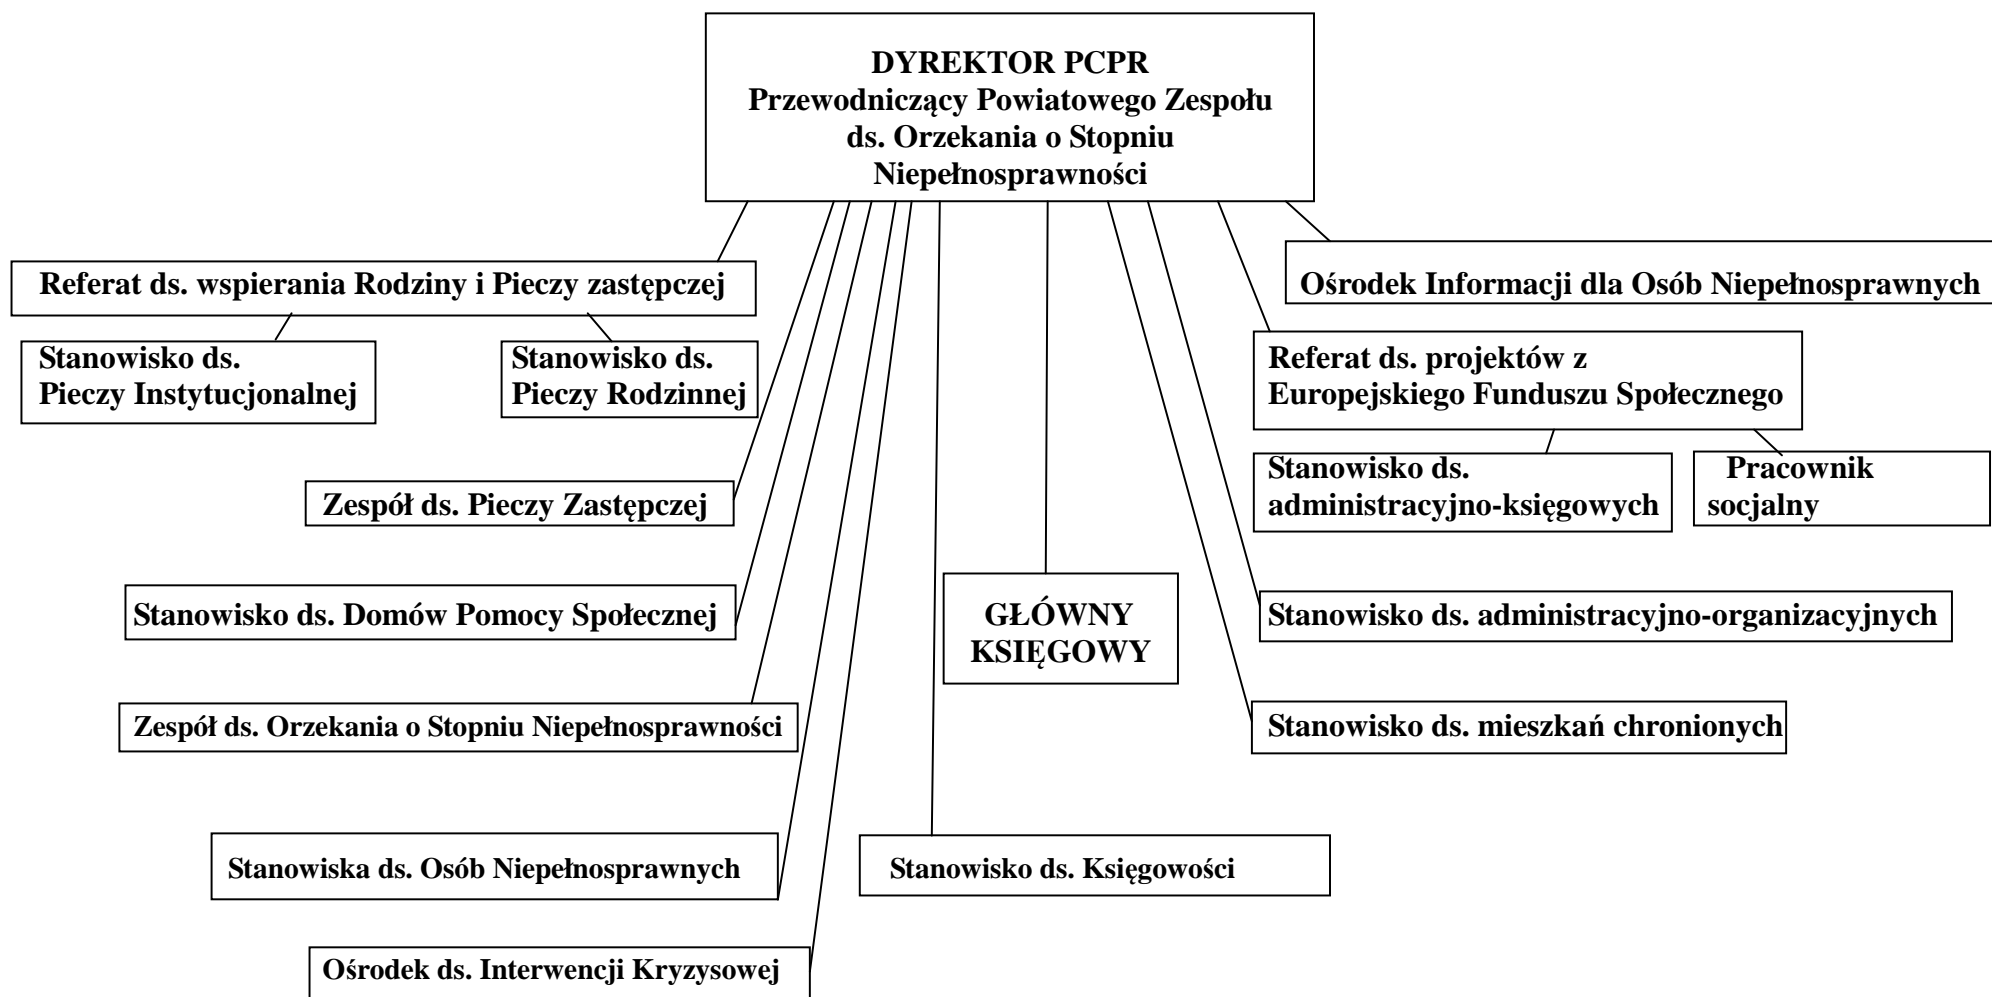 DYREKTOR PCPR
Przewodniczący Powiatowego Zespołu
ds. Orzekania o Stopniu
Niepełnosprawności
Referat ds. wspierania Rodziny i Pieczy zastępczej
Ośrodek Informacji dla Osób Niepełnosprawnych
Stanowisko ds.
Pieczy Instytucjonalnej
Stanowisko ds.
Pieczy Rodzinnej
Referat ds. projektów z
Europejskiego Funduszu Społecznego
Stanowisko ds.
administracyjno-księgowych
Pracownik
socjalny
Zespół ds. Pieczy Zastępczej
Stanowisko ds. Domów Pomocy Społecznej
GŁÓWNY
KSIĘGOWY
Stanowisko ds. administracyjno-organizacyjnych
Zespół ds. Orzekania o Stopniu Niepełnosprawności
Stanowisko ds. mieszkań chronionych
Stanowiska ds. Osób Niepełnosprawnych
Stanowisko ds. Księgowości
Ośrodek ds. Interwencji Kryzysowej